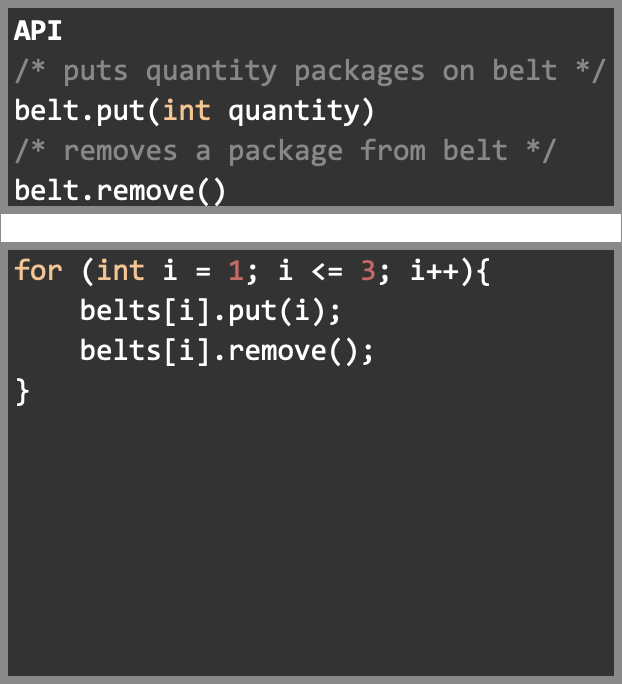 API
/* puts quantity packages on belt */
belt.put(int quantity)
/* removes a package from belt */
belt.remove()
for (int i = 1; i <= 3; i++){
    belts[i].put(i);
    belts[i].remove();
}